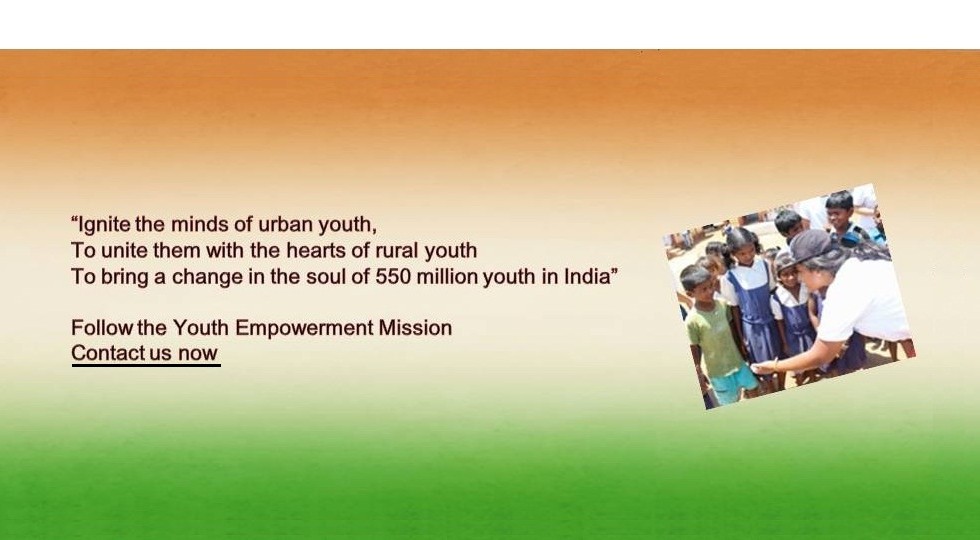 “Ignite the minds of urban youth,
To unite them with the hearts of rural youth
To bring a change in the soul of 550 million youth in India”
Follow the Youth Empowerment Mission
Contact us now